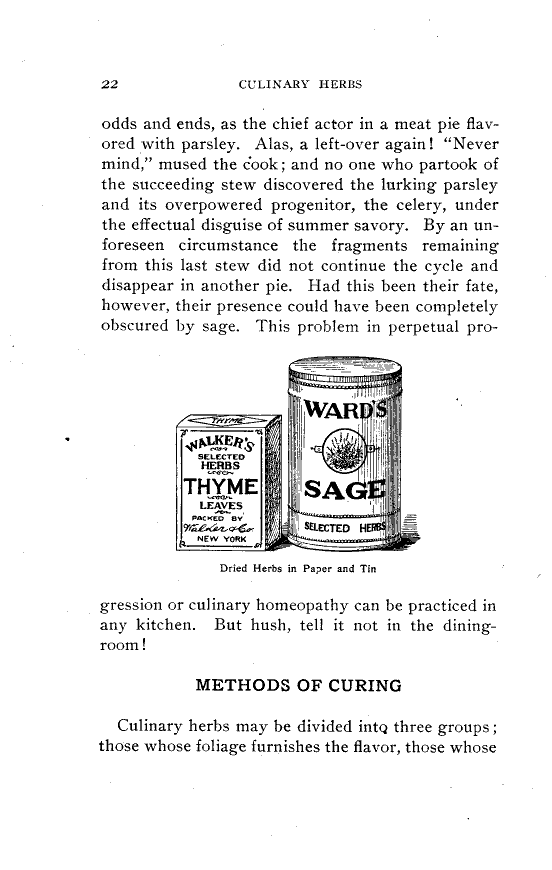 22 CULINARY HERBS
odds and ends, as the chief actor in a meat pie flav-
ored with parsley. Alas, a left-over again! “Never
mind,” mused the cook; and no one who partook of
the succeeding stew discovered the lurking parsley
and its overpowered progenitor, the celery, under
the effectual disguise of summer savory. By an un-
foreseen circumstance the fragments remaining
from this last stew did not continue the cycle and
disappear in another pie. Had this been their fate,
however, their presence could have been completely
obscured by sage. This problem in perpetual pro-
THYME
WALKER'S
SELECTED
HERBS
THYME
LEAVES
PACKED BY
Walker & Co.
NEW YORK
WARD'S
SAGE
SELECTED HERBS
Dried Herbs in Paper and Tin
gression or culinary homeopathy can be practiced in
any kitchen. But hush, tell it not in the dining-
room!
METHODS OF CURING
Culinary herbs may be divided into three groups;
those whose foliage furnishes the flavor, those whose